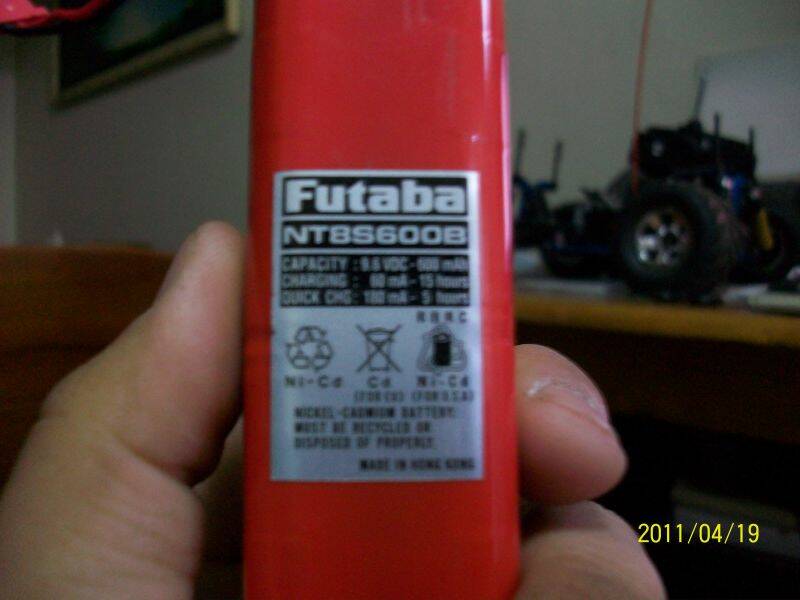 Futaba
NT8S600B
CAPACITY : 9.6 VDC - 600 mAh
CHARGING : 60 mA - 15 hours
QUICK CHG: 180 mA - 5 hours
R B R C
Ni-Cd Cd Ni-Cd
(FOR EU) (FOR U.S.A)
NICKEL-CADMIUM BATTERY.
MUST BE RECYCLED OR
DISPOSED OF PROPERLY.
MADE IN HONG KONG
2011/04/19